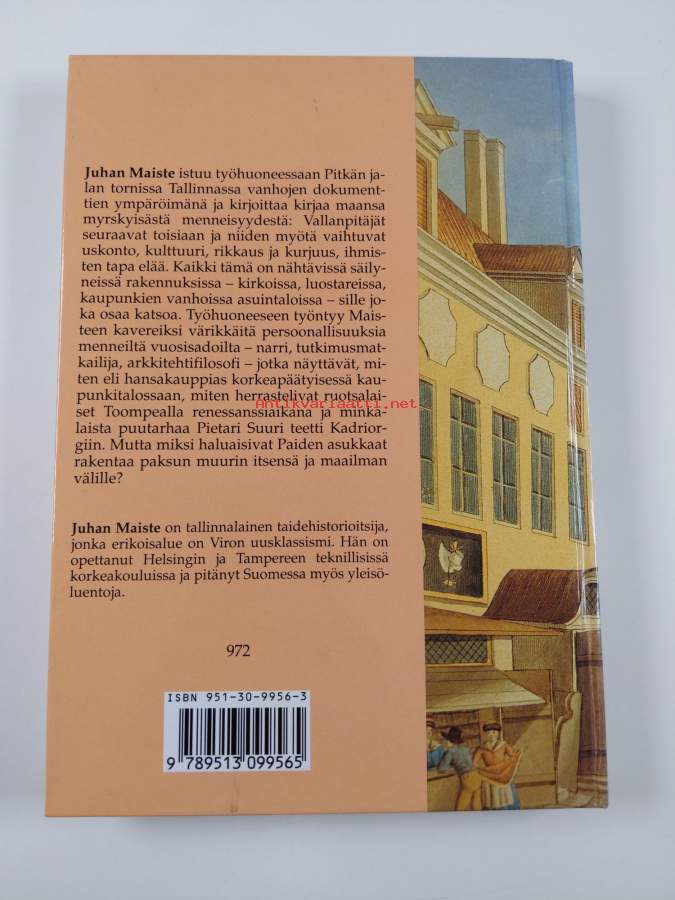 Juhan Maiste istuu työhuoneessaan Pitkän ja-
lan tornissa Tallinnassa vanhojen dokument-
tien ympäröimänä ja kirjoittaa kirjaa maansa
myrskyisästä menneisyydestä: Vallanpitäjät
seuraavat toisiaan ja niiden myötä vaihtuvat
uskonto, kulttuuri, rikkaus ja kurjuus, ihmis-
ten tapa elää. Kaikki tämä on nähtävissä säily-
neissä rakennuksissa – kirkoissa, luostareissa,
kaupunkien vanhoissa asuintaloissa – sille jo-
ka osaa katsoa. Työhuoneeseen työntyy Mais-
teen kavereiksi värikkäitä persoonallisuuksia
menneiltä vuosisadoilta – narri, tutkimusmat-
kailija, arkkitehtifilosofi – jotka näyttävät, mi-
ten eli hansakauppias korkeapäätyisessä kau-
punkitalossaan, miten herrastelivat ruotsalai-
Antikvariaatti.net
set Toompealla renessanssiaikana ja minkä-
laista puutarhaa Pietari Suuri teetti Kadrior-
giin. Mutta miksi haluaisivat Paiden asukkaat
rakentaa paksun muurin itsensä ja maailman
välille?
Juhan Maiste on tallinnalainen taidehistorioitsija,
jonka erikoisalue on Viron uusklassismi. Hän on
opettanut Helsingin ja Tampereen teknillisissä
korkeakouluissa ja pitänyt Suomessa myös yleisö-
luentoja.
972
ISBN 951-30-9956-3
9 789513 099565